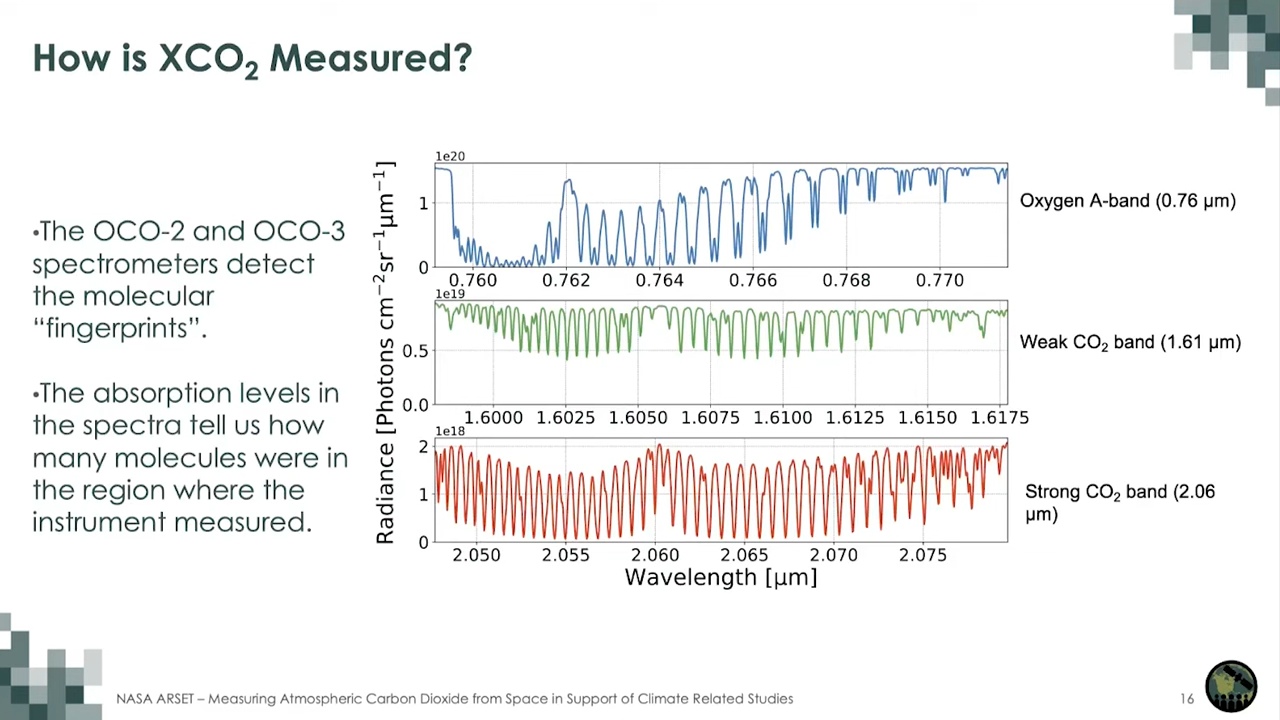 How is XCO₂ Measured?
•The OCO-2 and OCO-3
spectrometers detect
the molecular
“fingerprints”.
•The absorption levels in
the spectra tell us how
many molecules were in
the region where the
instrument measured.
Radiance [Photons cm⁻²sr⁻¹μm⁻¹]
1e20
1
0
0.760 0.762 0.764 0.766 0.768 0.770
Oxygen A-band (0.76 µm)
1e19
0.5
0.0
1.6000 1.6025 1.6050 1.6075 1.6100 1.6125 1.6150 1.6175
Weak CO₂ band (1.61 µm)
1e18
2
1
0
2.050 2.055 2.060 2.065 2.070 2.075
Strong CO₂ band (2.06
µm)
Wavelength [µm]
NASA ARSET – Measuring Atmospheric Carbon Dioxide from Space in Support of Climate Related Studies
16